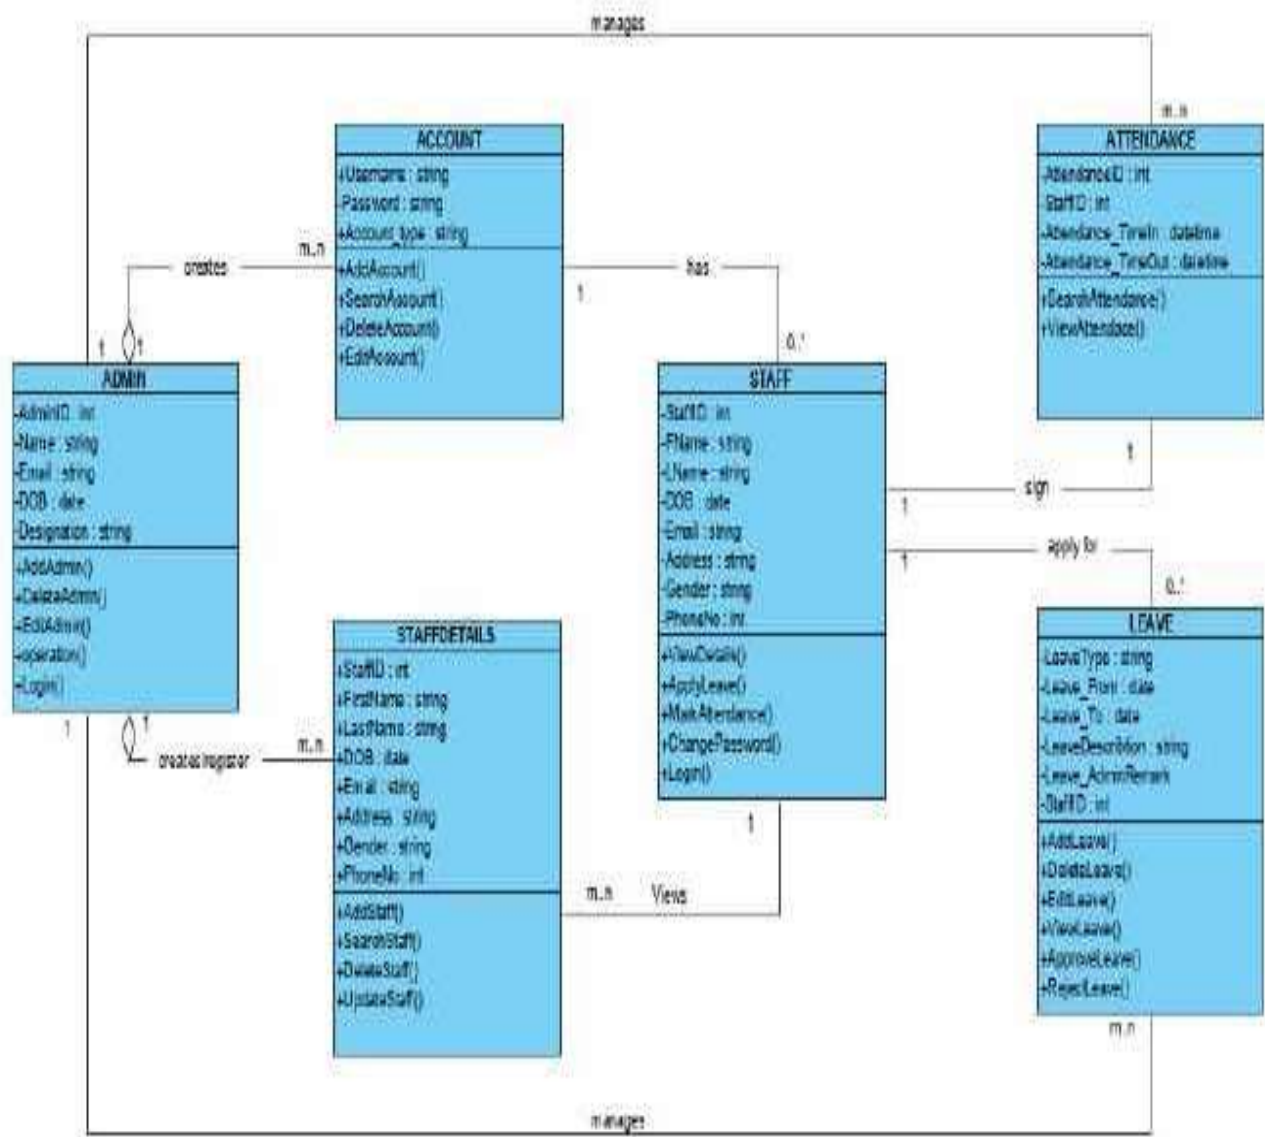 manages
m..n
ACCOUNT
+Username : string
-Password : string
+Account_type : string
+AddAccount()
+SearchAccount()
+DeleteAccount()
+EditAccount()
ATTENDANCE
-AttendanceID : int
-StaffID : int
-Attendance_TimeIn : datetime
-Attendance_TimeOut : datetime
+SearchAttendance()
+ViewAttendace()
m..n
creates
has
1
0..*
1
1
ADMIN
-AdminID : int
-Name : string
-Email : string
-DOB : date
-Designation : string
+AddAdmin()
+DeleteAdmin()
+EditAdmin()
+operation()
+Login()
STAFF
-StaffID : int
-FName : string
-LName : string
-DOB : date
-Email : string
-Address : string
-Gender : string
-PhoneNo : int
+ViewDetails()
+ApplyLeave()
+MarkAttendance()
+ChangePassword()
+Login()
1
sign
1
apply for
1
0..*
STAFFDETAILS
+StaffID : int
+FirstName : string
+LastName : string
+DOB : date
+Email : string
+Address : string
+Gender : string
+PhoneNo : int
+AddStaff()
+SearchStaff()
+DeleteStaff()
+UpdateStaff()
LEAVE
-LeaveType : string
-Leave_From : date
-Leave_To : date
-LeaveDescribtion : string
-Leave_AdminRemark
-StaffID : int
+AddLeave()
+DeleteLeave()
+EditLeave()
+ViewLeave()
+ApproveLeave()
+RejectLeave()
1
1
creates/register
m..n
1
m..n
Views
m..n
manages